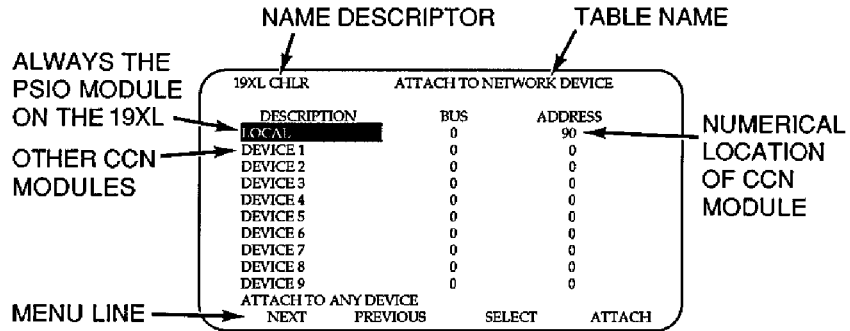 NAME DESCRIPTOR
TABLE NAME
ALWAYS THE
PSIO MODULE
ON THE 19XL
OTHER CCN
MODULES
MENU LINE
19XL CHLR ATTACH TO NETWORK DEVICE
DESCRIPTION BUS ADDRESS
LOCAL 0 90
DEVICE 1 0 0
DEVICE 2 0 0
DEVICE 3 0 0
DEVICE 4 0 0
DEVICE 5 0 0
DEVICE 6 0 0
DEVICE 7 0 0
DEVICE 8 0 0
DEVICE 9 0 0
ATTACH TO ANY DEVICE
NEXT PREVIOUS SELECT ATTACH
NUMERICAL
LOCATION
OF CCN
MODULE